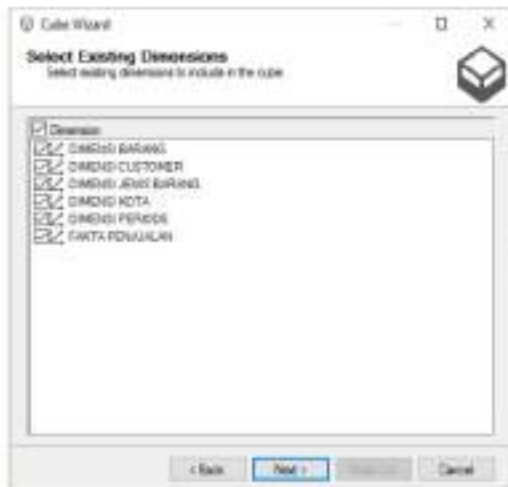 Cube Wizard
Select Existing Dimensions
Select existing dimensions to include in the cube
Dimension
DIMENSI BARANG
DIMENSI CUSTOMER
DIMENSI JENIS BARANG
DIMENSI KOTA
DIMENSI PERIODE
FAKTA PENJUALAN
< Back
Next >
Cancel